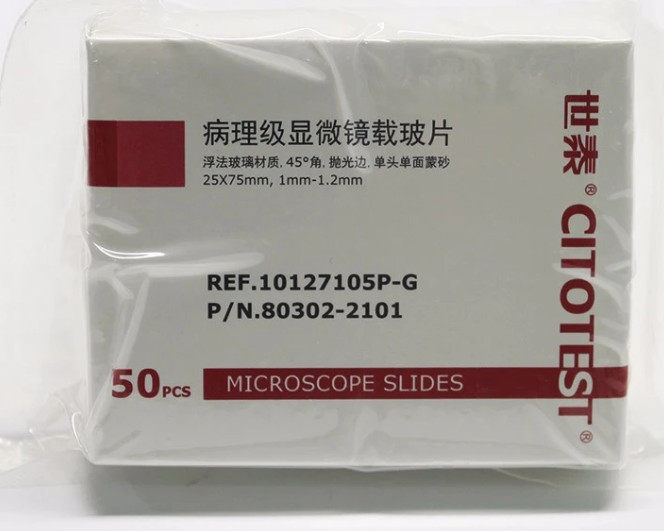 病理级显微镜载玻片
浮法玻璃材质, 45°角, 抛光边, 单头单面蒙砂
25X75mm, 1mm-1.2mm
REF.10127105P-G
P/N.80302-2101
50PCS
MICROSCOPE SLIDES
世泰® CITOTEST®